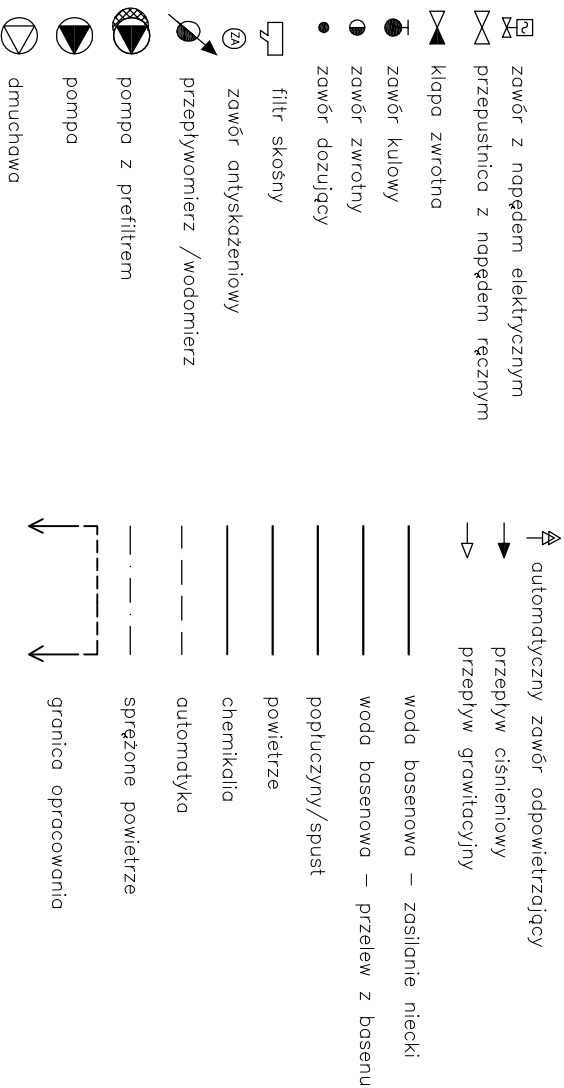 zawór z napędem elektrycznym
przepustnica z napędem ręcznym
klapa zwrotna
zawór kulowy
zawór zwrotny
zawór dozujący
filtr skośny
ZA
zawór antyskażeniowy
przepływomierz /wodomierz
pompa z prefiltrem
pompa
dmuchawa
automatyczny zawór odpowietrzający
przepływ ciśnieniowy
przepływ grawitacyjny
woda basenowa – zasilanie niecki
woda basenowa – przelew z basenu
popłuczyny/spust
powietrze
chemikalia
automatyka
sprężone powietrze
granica opracowania